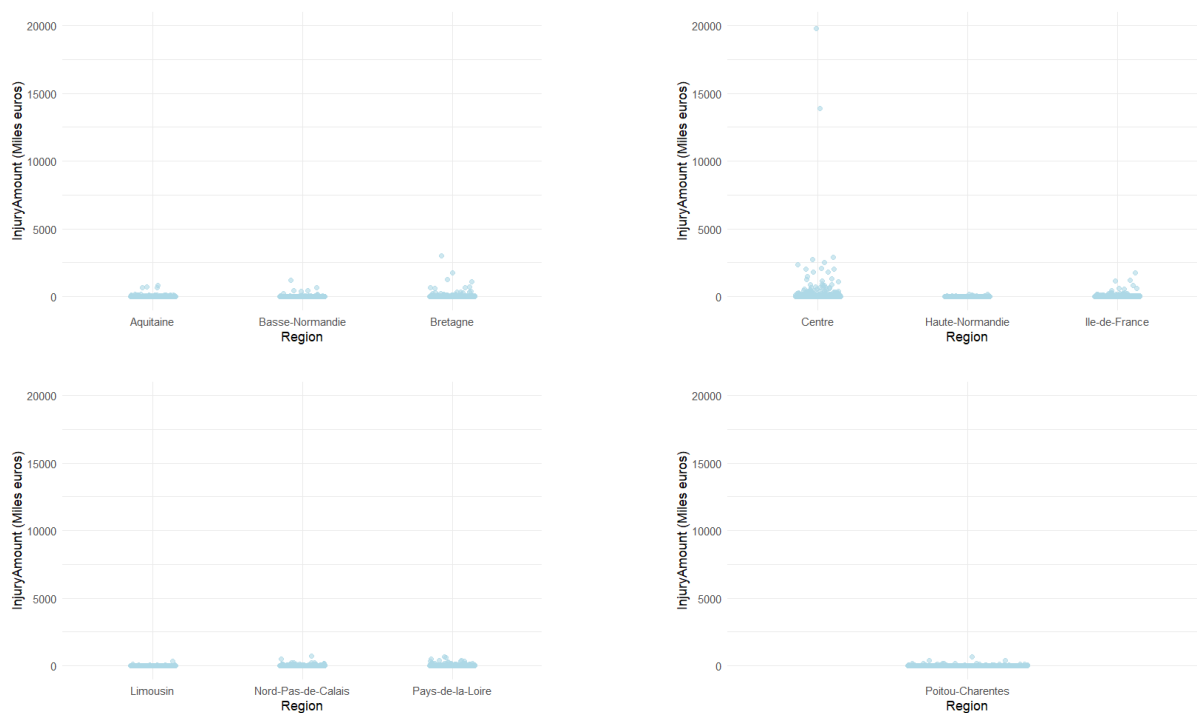 20000
15000
10000
5000
0
InjuryAmount (Miles euros)
Aquitaine Basse-Normandie Bretagne
Region
20000
15000
10000
5000
0
InjuryAmount (Miles euros)
Centre Haute-Normandie Ile-de-France
Region
20000
15000
10000
5000
0
InjuryAmount (Miles euros)
Limousin Nord-Pas-de-Calais Pays-de-la-Loire
Region
20000
15000
10000
5000
0
InjuryAmount (Miles euros)
Poitou-Charentes
Region